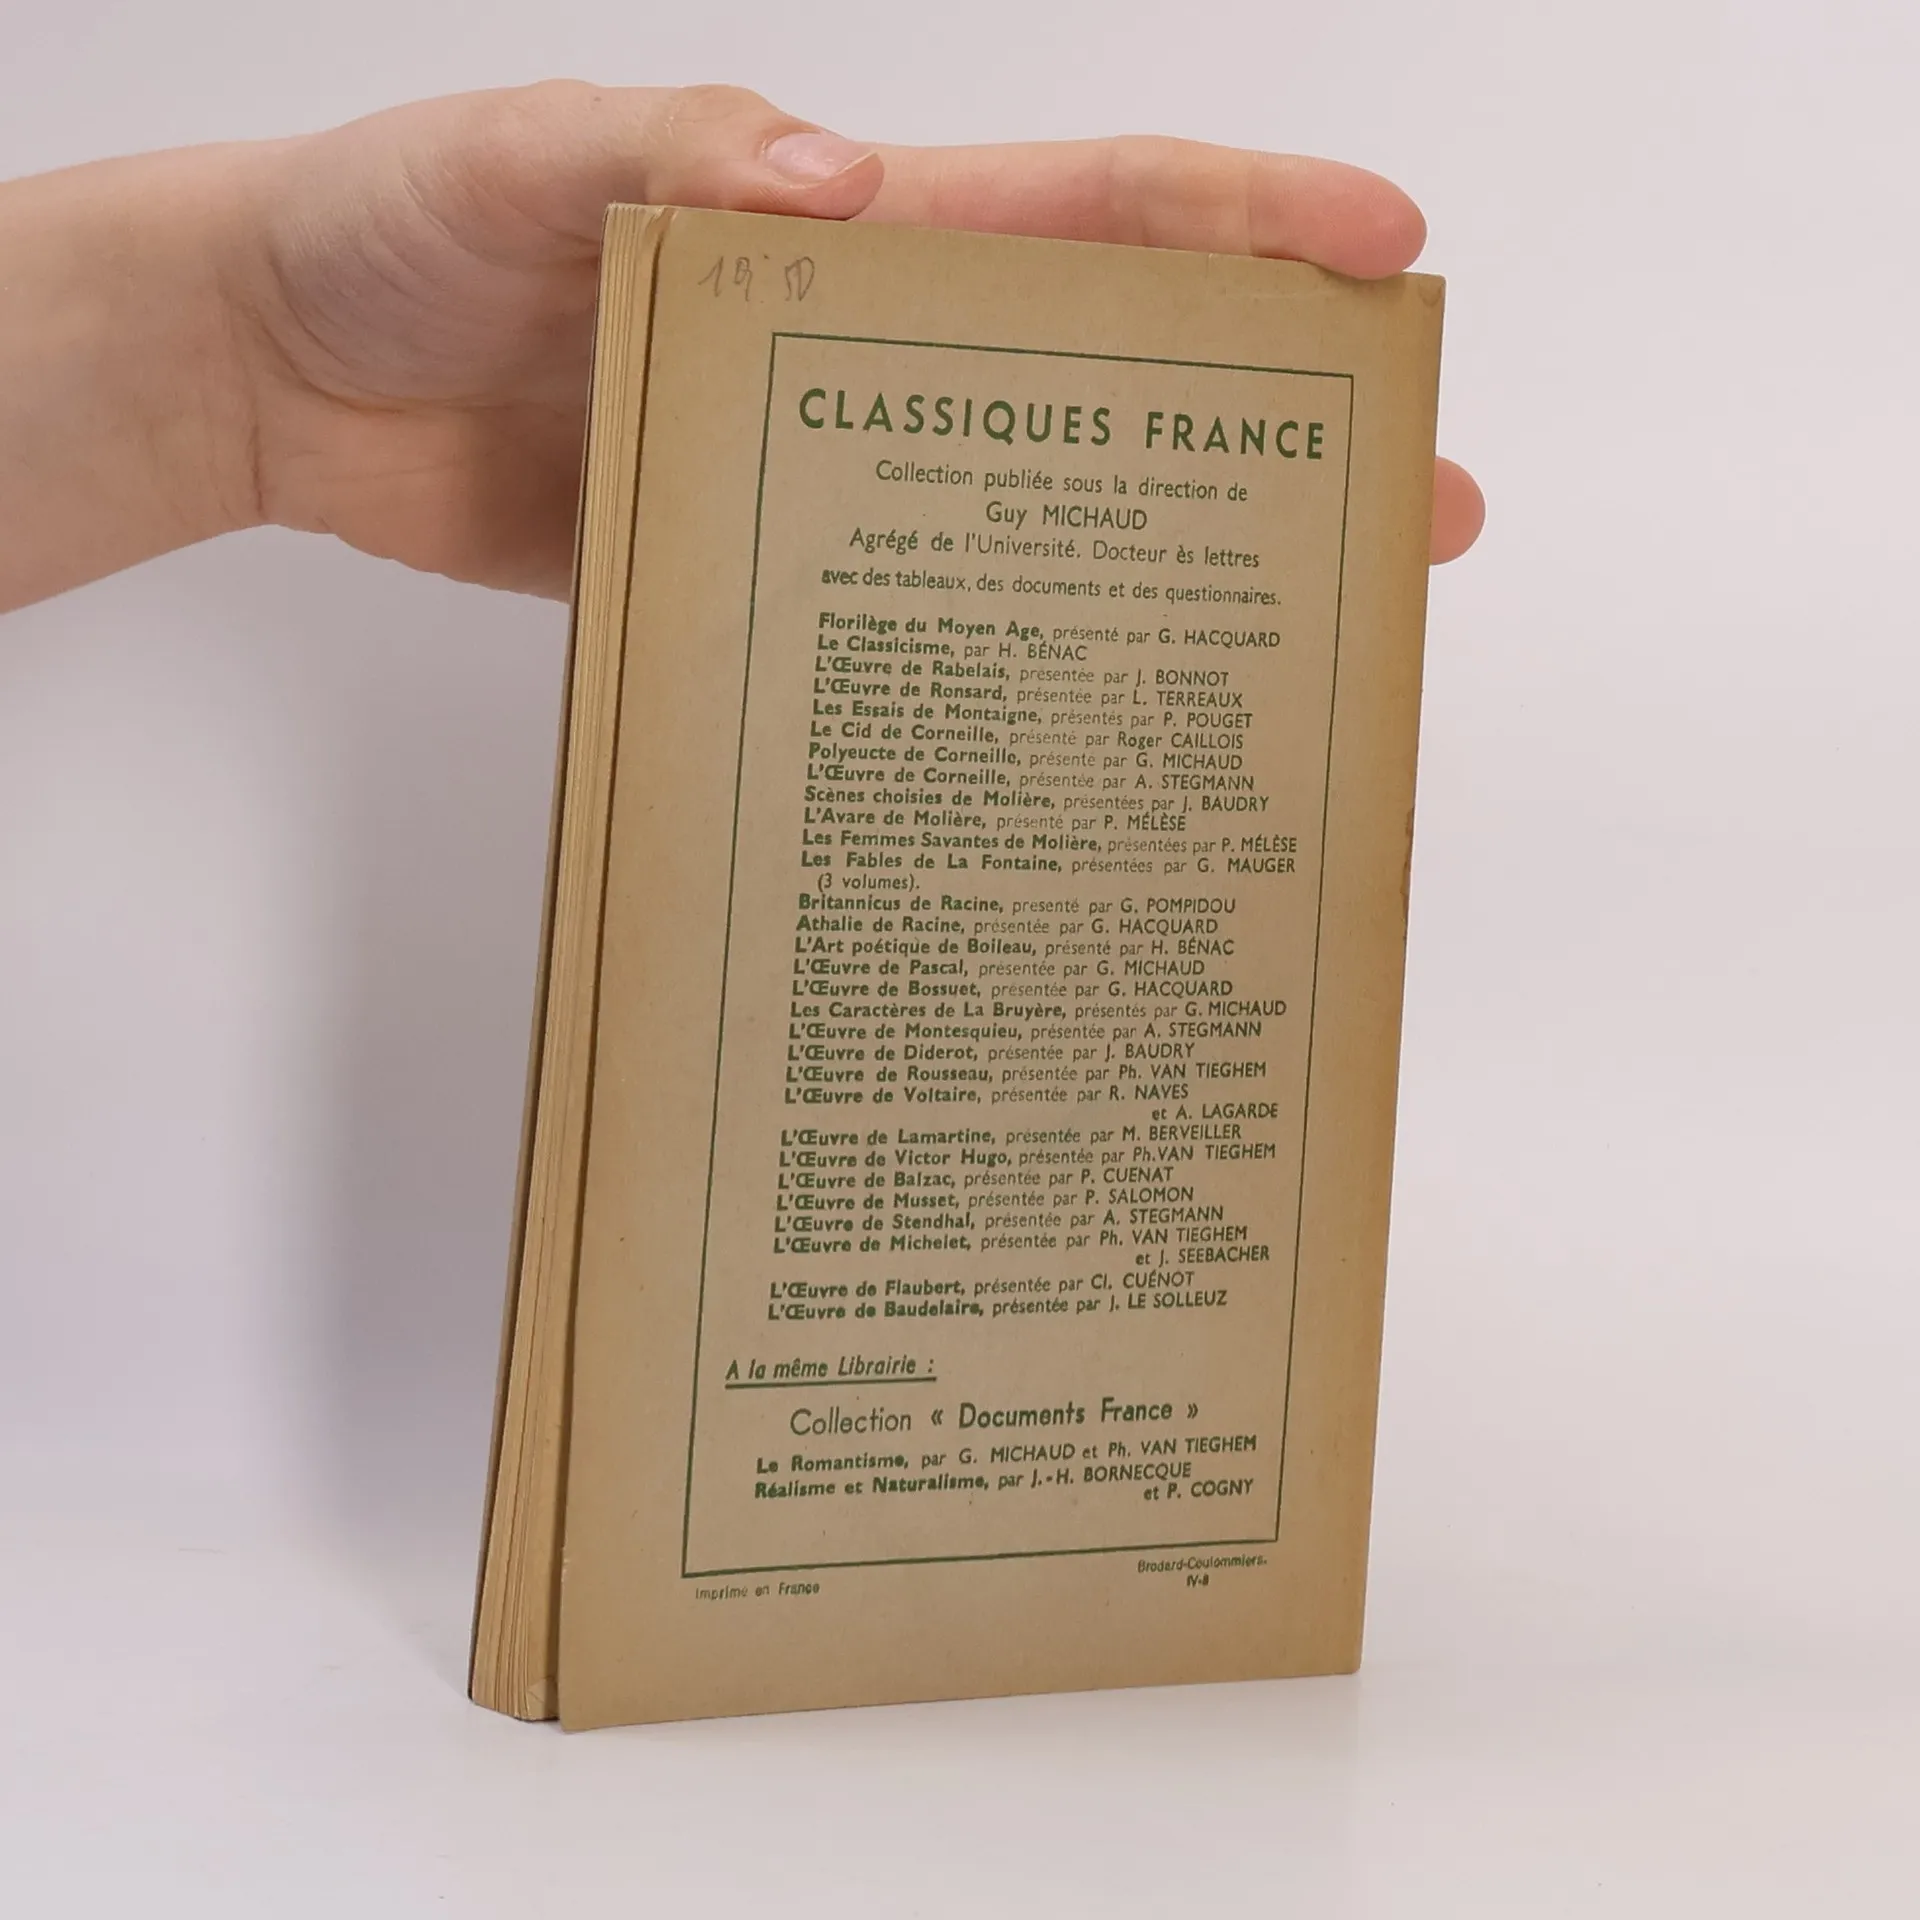 19 50
CLASSIQUES FRANCE
Collection publiée sous la direction de
Guy MICHAUD
Agrégé de l'Université. Docteur ès lettres
avec des tableaux, des documents et des questionnaires.
Florilège du Moyen Age, présenté par G. HACQUARD
Le Classicisme, par H. BÉNAC
L'Œuvre de Rabelais, présentée par J. BONNOT
L'Œuvre de Ronsard, présentée par L. TERREAUX
Les Essais de Montaigne, présentés par P. POUGET
Le Cid de Corneille, présenté par Roger CAILLOIS
Polyeucte de Corneille, présenté par G. MICHAUD
L'Œuvre de Corneille, présentée par A. STEGMANN
Scènes choisies de Molière, présentées par J. BAUDRY
L'Avare de Molière, présenté par P. MÉLÈSE
Les Femmes Savantes de Molière, présentées par P. MÉLÈSE
Les Fables de La Fontaine, présentées par G. MAUGER
(3 volumes).
Britannicus de Racine, présenté par G. POMPIDOU
Athalie de Racine, présentée par G. HACQUARD
L'Art poétique de Boileau, présenté par H. BÉNAC
L'Œuvre de Pascal, présentée par G. MICHAUD
L'Œuvre de Bossuet, présentée par G. HACQUARD
Les Caractères de La Bruyère, présentés par G. MICHAUD
L'Œuvre de Montesquieu, présentée par A. STEGMANN
L'Œuvre de Diderot, présentée par J. BAUDRY
L'Œuvre de Rousseau, présentée par Ph. VAN TIEGHEM
L'Œuvre de Voltaire, présentée par R. NAVES
et A. LAGARDE
L'Œuvre de Lamartine, présentée par M. BERVEILLER
L'Œuvre de Victor Hugo, présentée par Ph. VAN TIEGHEM
L'Œuvre de Balzac, présentée par P. CUENAT
L'Œuvre de Musset, présentée par P. SALOMON
L'Œuvre de Stendhal, présentée par A. STEGMANN
L'Œuvre de Michelet, présentée par Ph. VAN TIEGHEM
et J. SEEBACHER
L'Œuvre de Flaubert, présentée par Cl. CUÉNOT
L'Œuvre de Baudelaire, présentée par J. LE SOLLEUZ
A la même Librairie :
Collection « Documents France »
Le Romantisme, par G. MICHAUD et Ph. VAN TIEGHEM
Réalisme et Naturalisme, par J.-H. BORNECQUE
et P. COGNY
Imprimé en France
Brodard-Coulommiers.
IV-8